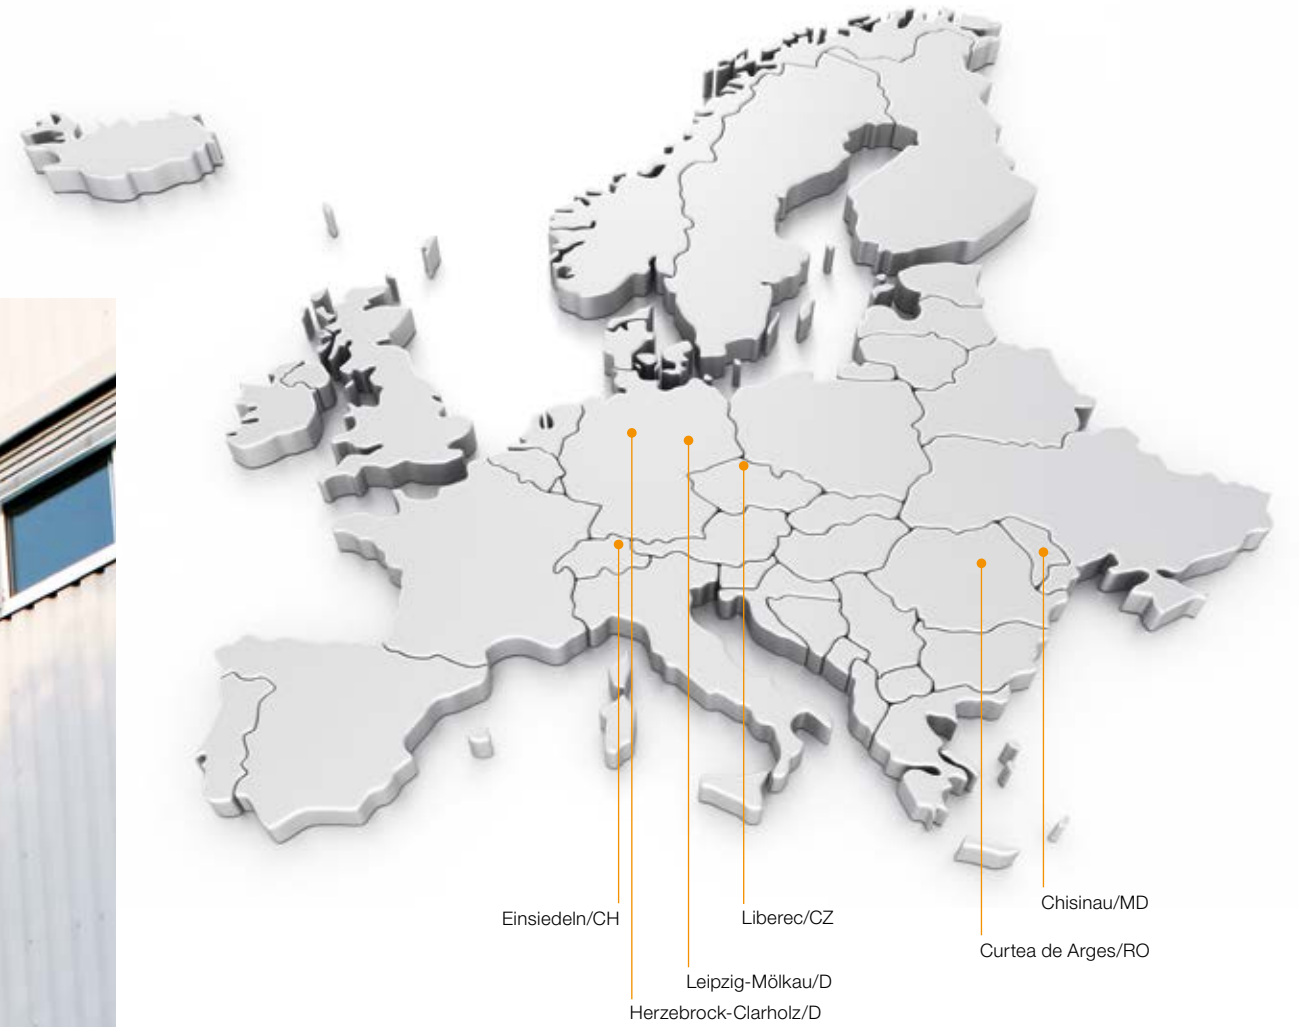 Chisinau/MD
Einsiedeln/CH
Liberec/CZ
Curtea de Arges/RO
Leipzig-Mölkau/D
Herzebrock-Clarholz/D